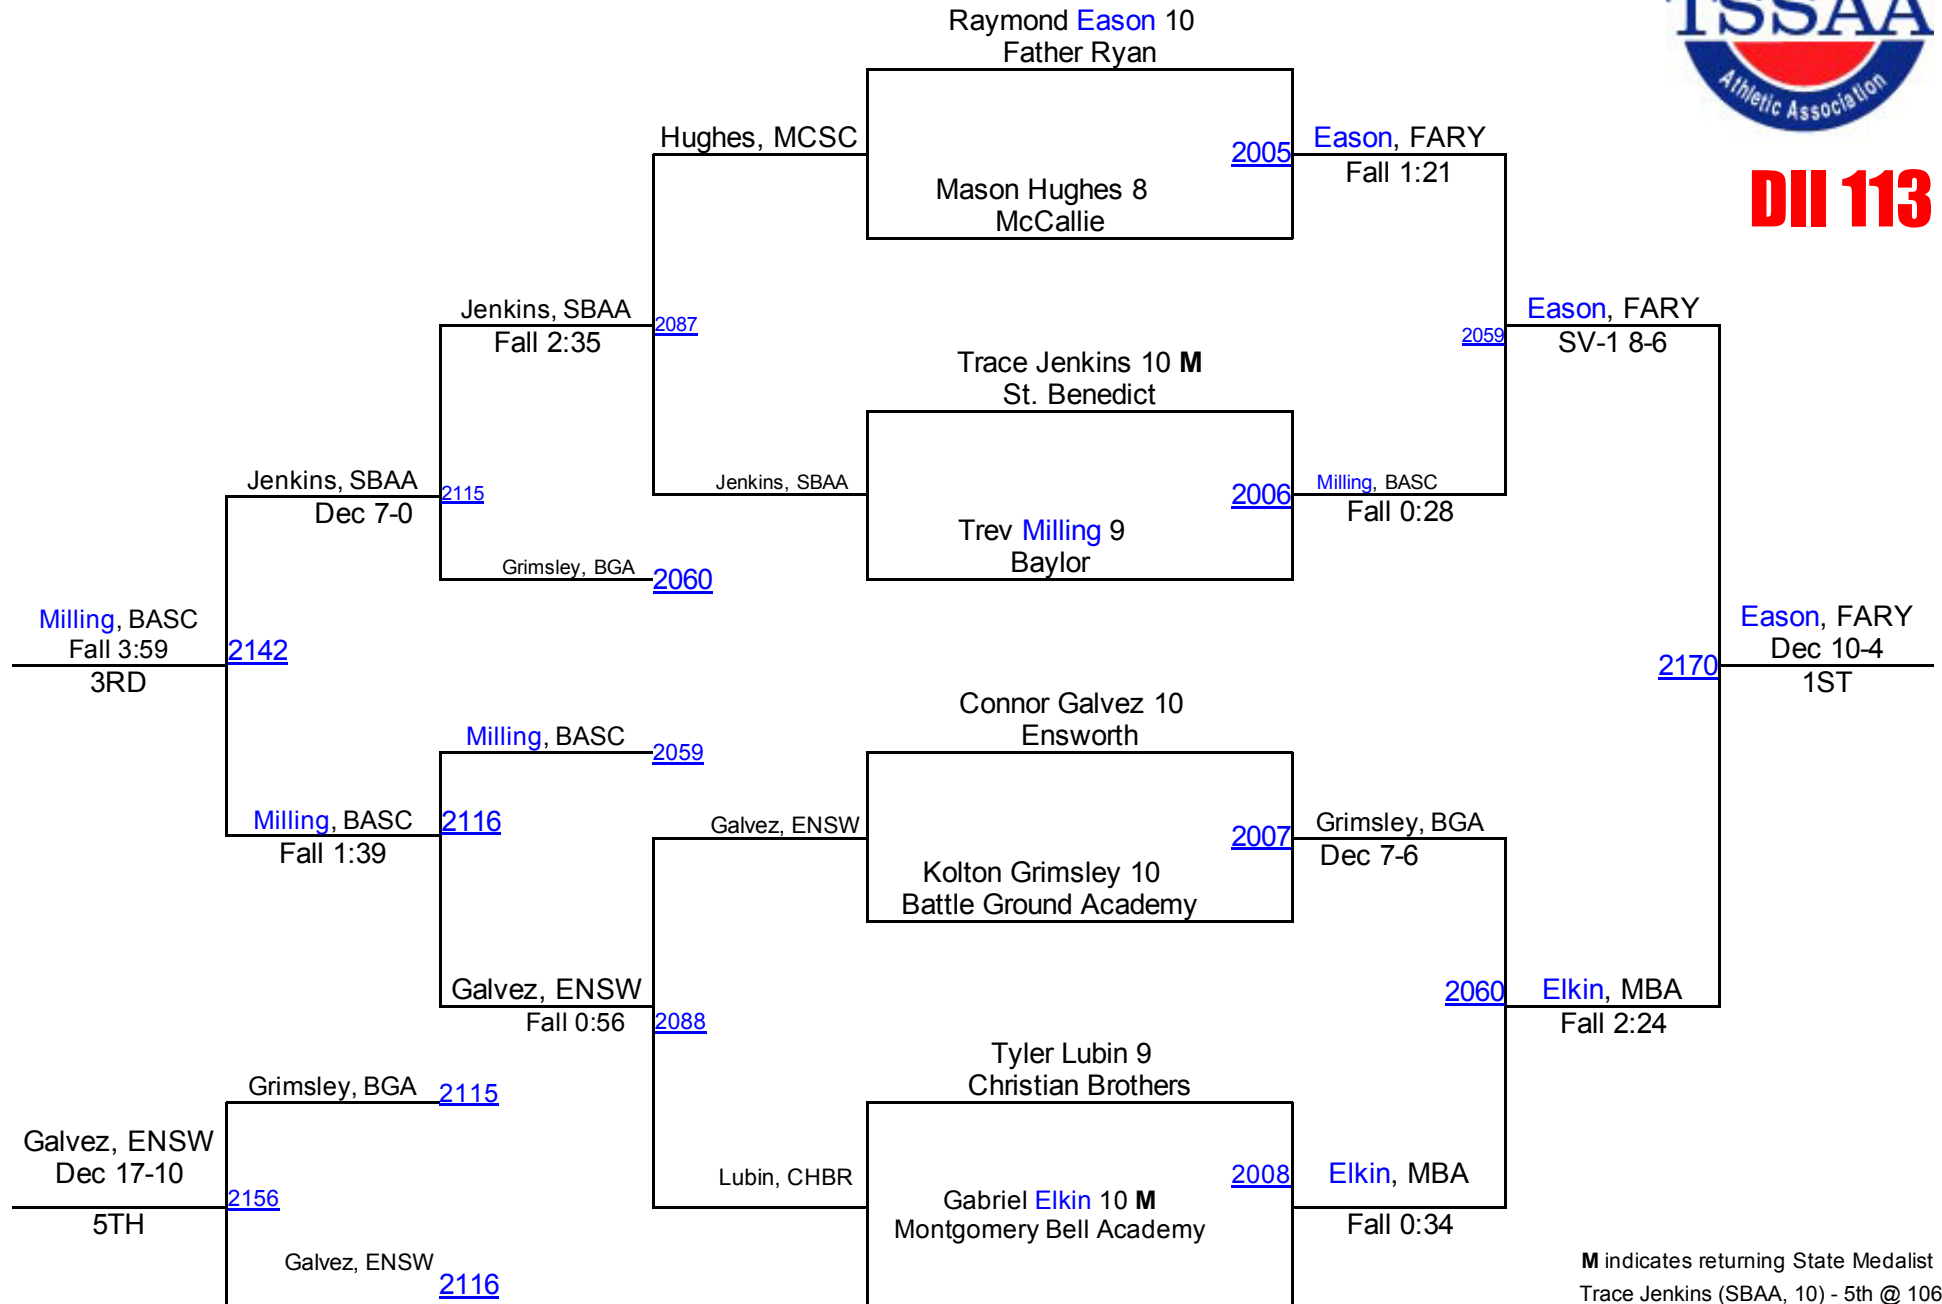 TSSAA
Athletic Association
DII 113
Raymond Eason 10
Father Ryan
Hughes, MCSC
2005
Eason, FARY
Fall 1:21
Mason Hughes 8
McCallie
Jenkins, SBAA
Fall 2:35
2087
Eason, FARY
SV-1 8-6
2059
Trace Jenkins 10 M
St. Benedict
Jenkins, SBAA
Dec 7-0
2115
Jenkins, SBAA
2006
Milling, BASC
Fall 0:28
Trev Milling 9
Baylor
Grimsley, BGA
2060
Milling, BASC
Fall 3:59
3RD
2142
2170
Eason, FARY
Dec 10-4
1ST
Connor Galvez 10
Ensworth
Milling, BASC
2059
Milling, BASC
Fall 1:39
2116
Galvez, ENSW
2007
Grimsley, BGA
Dec 7-6
Kolton Grimsley 10
Battle Ground Academy
Galvez, ENSW
Fall 0:56
2088
2060
Elkin, MBA
Fall 2:24
Tyler Lubin 9
Christian Brothers
Grimsley, BGA
2115
Galvez, ENSW
Dec 17-10
5TH
2156
Lubin, CHBR
2008
Elkin, MBA
Fall 0:34
Gabriel Elkin 10 M
Montgomery Bell Academy
Galvez, ENSW
2116
M indicates returning State Medalist
Trace Jenkins (SBAA, 10) - 5th @ 106